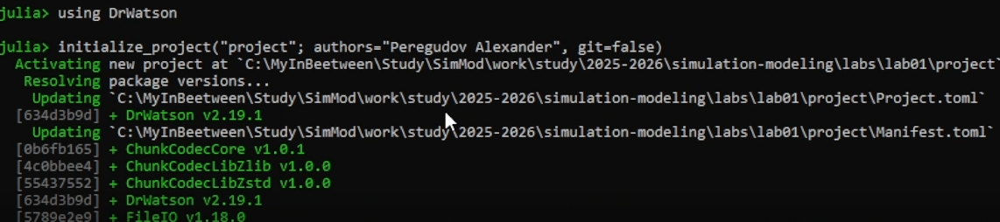 julia> using DrWatson
julia> initialize_project("project"; authors="Peregudov Alexander", git=false)
Activating new project at `C:\MyInBeetween\Study\SimMod\work\study\2025-2026\simulation-modeling\labs\lab01\project`
Resolving package versions...
Updating `C:\MyInBeetween\Study\SimMod\work\study\2025-2026\simulation-modeling\labs\lab01\project\Project.toml`
[634d3b9d] + DrWatson v2.19.1
Updating `C:\MyInBeetween\Study\SimMod\work\study\2025-2026\simulation-modeling\labs\lab01\project\Manifest.toml`
[0b6fb165] + ChunkCodecCore v1.0.1
[4c0bbee4] + ChunkCodecLibZlib v1.0.0
[55437552] + ChunkCodecLibZstd v1.0.0
[634d3b9d] + DrWatson v2.19.1
[5789e2e9] + FileIO v1.18.0